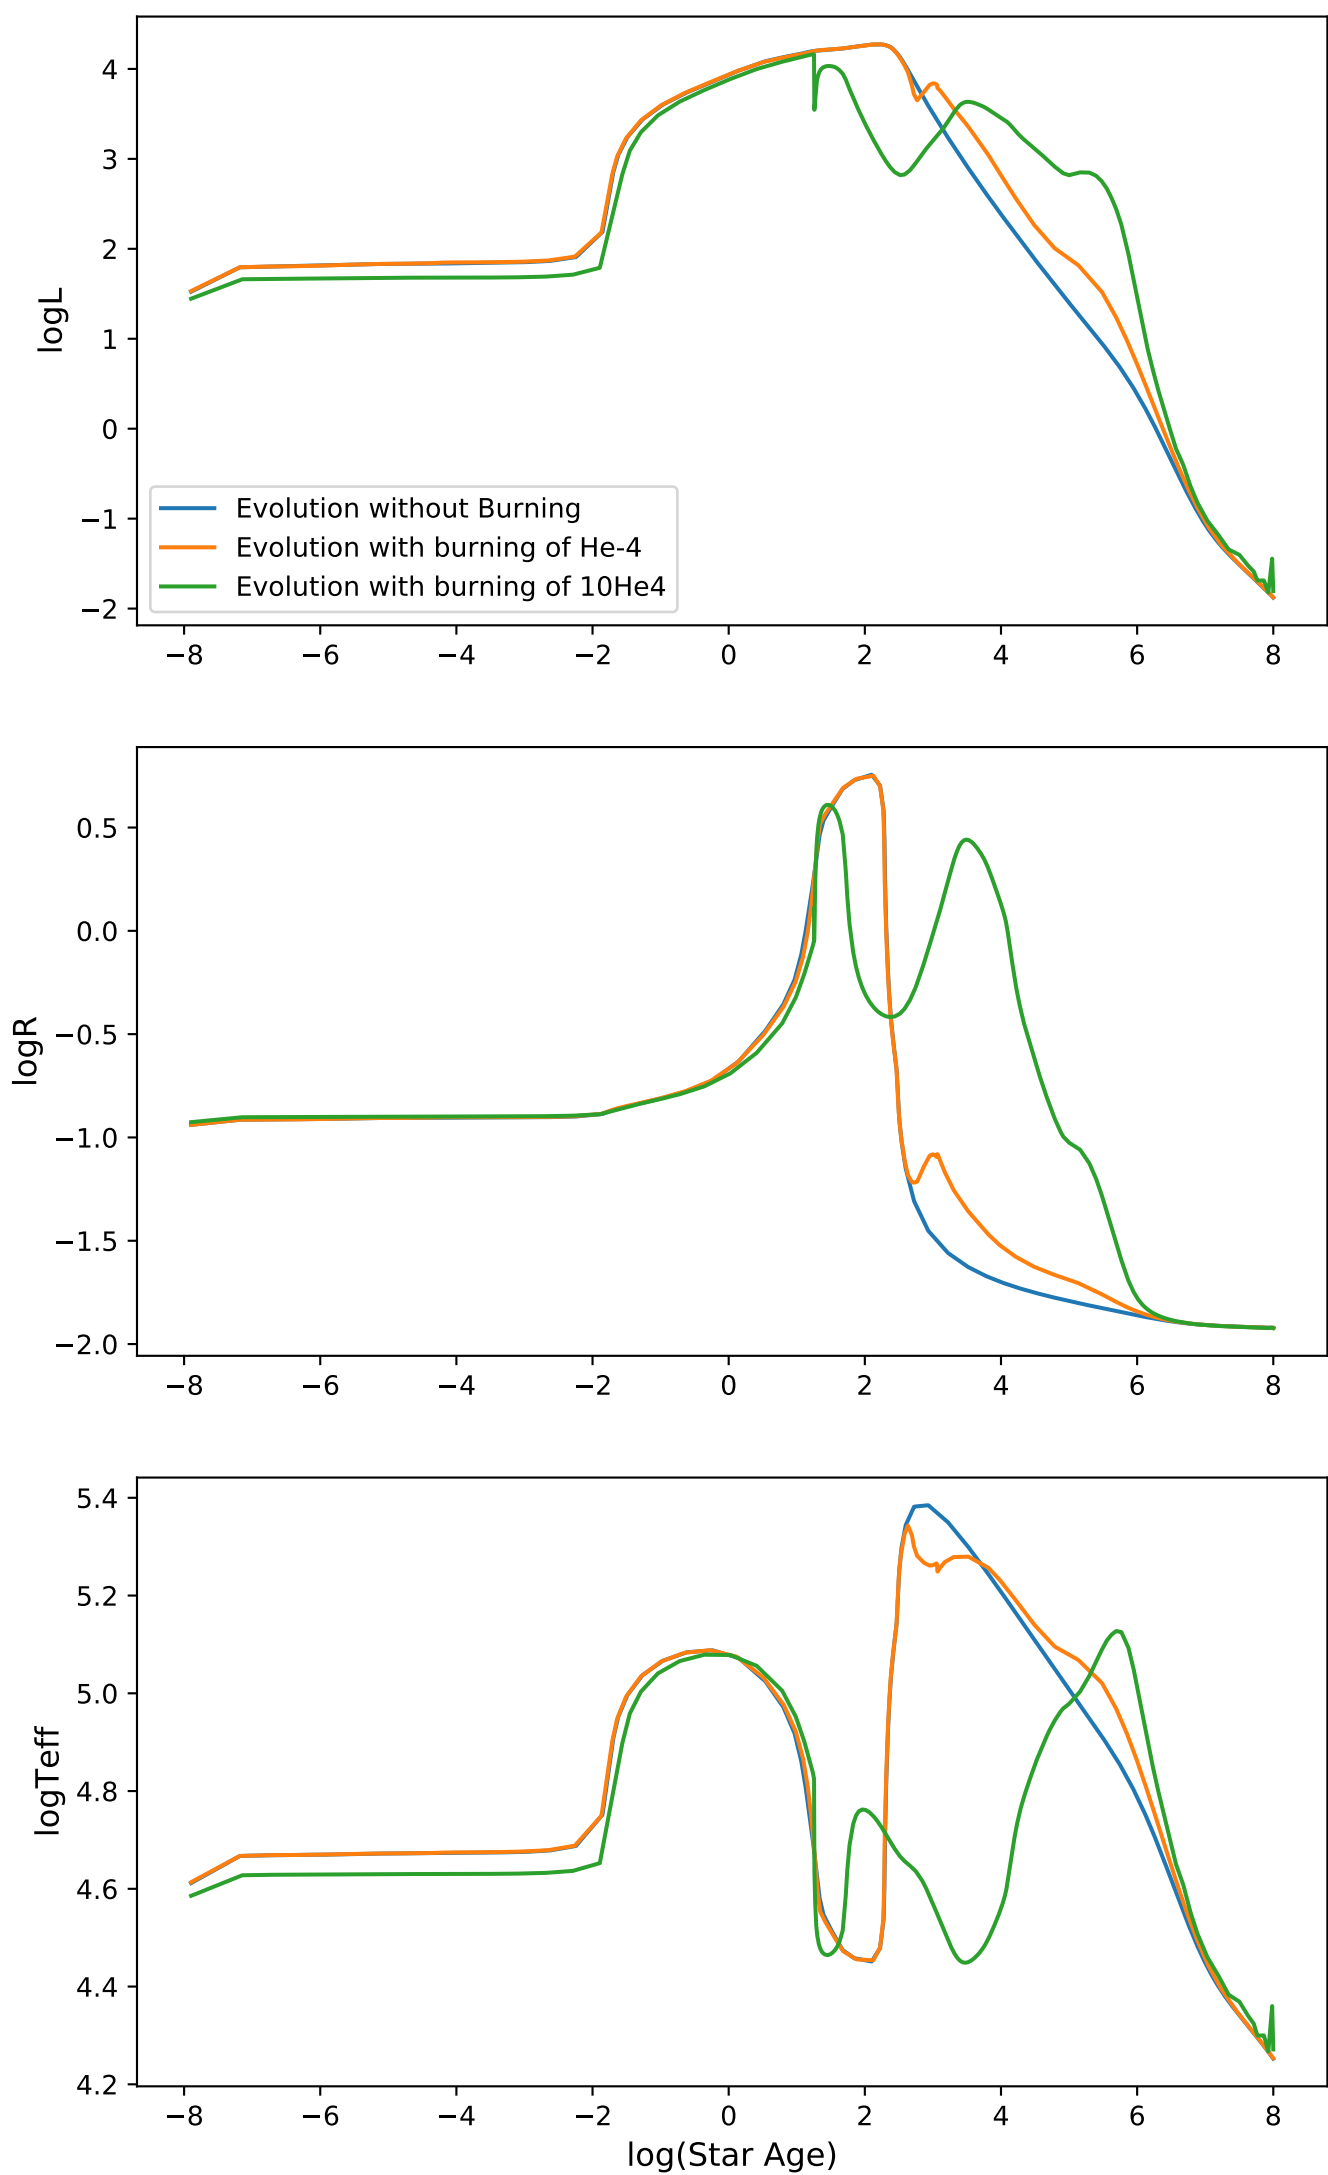 logL
4
3
2
1
0
−1
−2
Evolution without Burning
Evolution with burning of He-4
Evolution with burning of 10He4
−8 −6 −4 −2 0 2 4 6 8
logR
0.5
0.0
−0.5
−1.0
−1.5
−2.0
−8 −6 −4 −2 0 2 4 6 8
logTeff
5.4
5.2
5.0
4.8
4.6
4.4
4.2
−8 −6 −4 −2 0 2 4 6 8
log(Star Age)